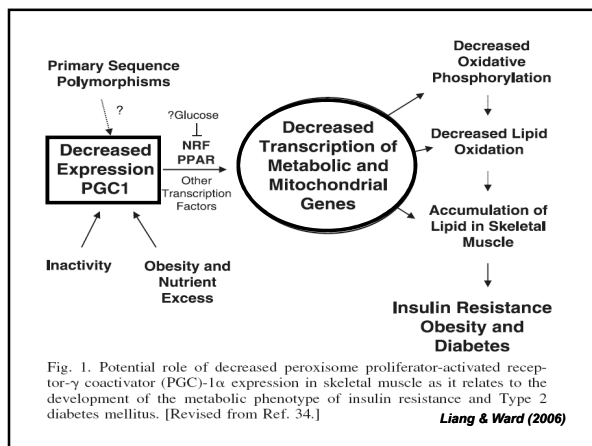 Primary Sequence
Polymorphisms
?
Decreased
Expression
PGC1
Inactivity
Obesity and
Nutrient
Excess
?Glucose
NRF
PPAR
Other
Transcription
Factors
Decreased
Transcription of
Metabolic and
Mitochondrial
Genes
Decreased
Oxidative
Phosphorylation
Decreased Lipid
Oxidation
Accumulation of
Lipid in Skeletal
Muscle
Insulin Resistance
Obesity and
Diabetes
Fig. 1. Potential role of decreased peroxisome proliferator-activated recep-
tor-γ coactivator (PGC)-1α expression in skeletal muscle as it relates to the
development of the metabolic phenotype of insulin resistance and Type 2
diabetes mellitus. [Revised from Ref. 34.]
Liang & Ward (2006)